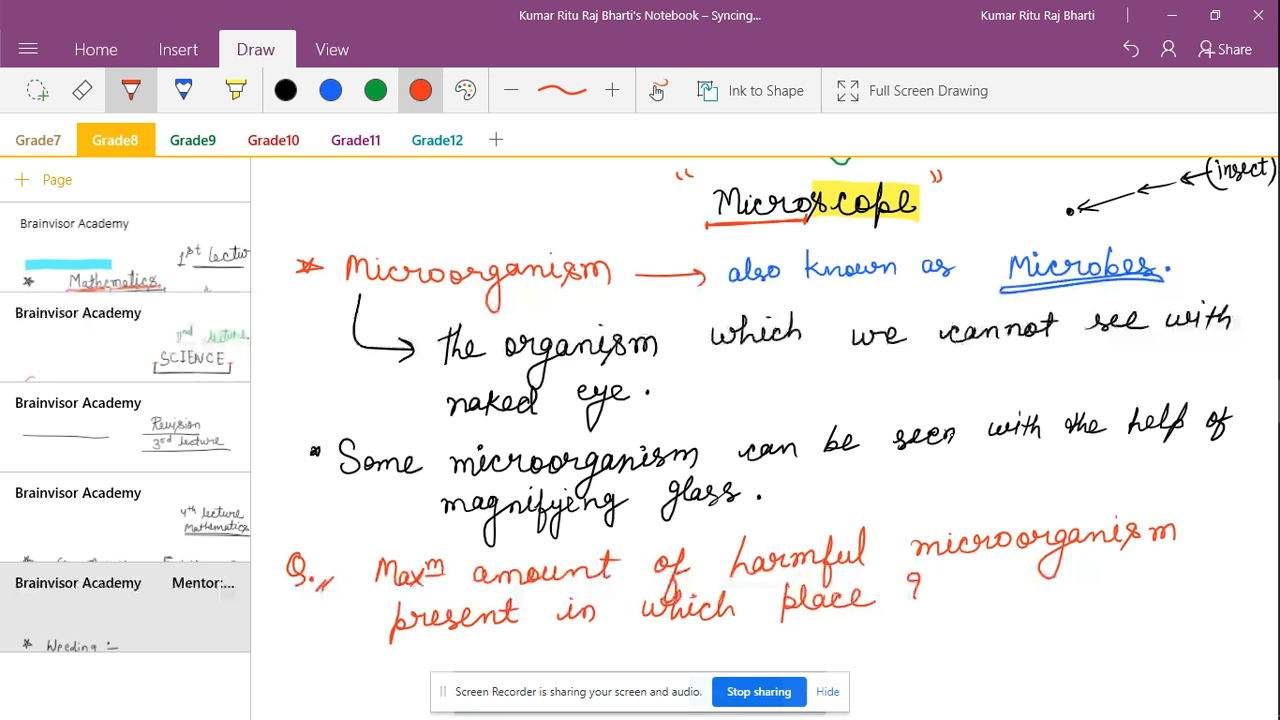 Kumar Ritu Raj Bharti's Notebook – Syncing...
Kumar Ritu Raj Bharti
Home
Insert
Draw
View
Share
Ink to Shape
Full Screen Drawing
Grade7
Grade8
Grade9
Grade10
Grade11
Grade12
Page
Brainvisor Academy
1st lectur
Mathematics
Brainvisor Academy
2nd lecture
SCIENCE
Brainvisor Academy
Revision
3rd lecture
Brainvisor Academy
4th lecture
Mathematics
Brainvisor Academy Mentor:...
* Weeding :-
"Microscope"
(insect)
* Microorganism → also known as Microbes.
→ the organism which we cannot see with
naked eye.
Some microorganism can be seen with the help of
magnifying glass.
Q. Maxm amount of harmful microorganism
present in which place ?
Screen Recorder is sharing your screen and audio.
Stop sharing
Hide